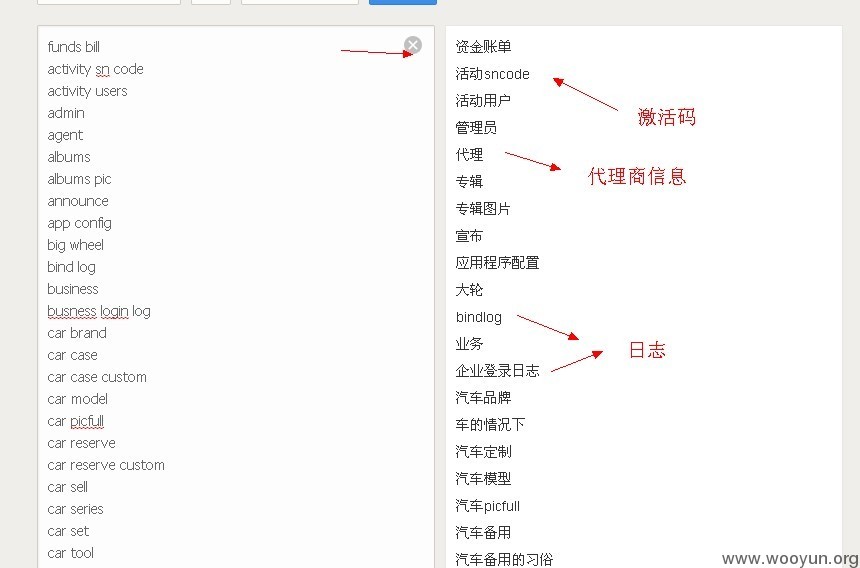 funds bill
activity sn code
activity users
admin
agent
albums
albums pic
announce
app config
big wheel
bind log
business
busness login log
car brand
car case
car case custom
car model
car picfull
car reserve
car reserve custom
car sell
car series
car set
car tool
资金账单
活动sncode
活动用户
管理员
代理
专辑
专辑图片
宣布
应用程序配置
大轮
bindlog
业务
企业登录日志
汽车品牌
车的情况下
汽车定制
汽车模型
汽车picfull
汽车备用
汽车备用的习俗
激活码
代理商信息
日志
www.wooyun.org